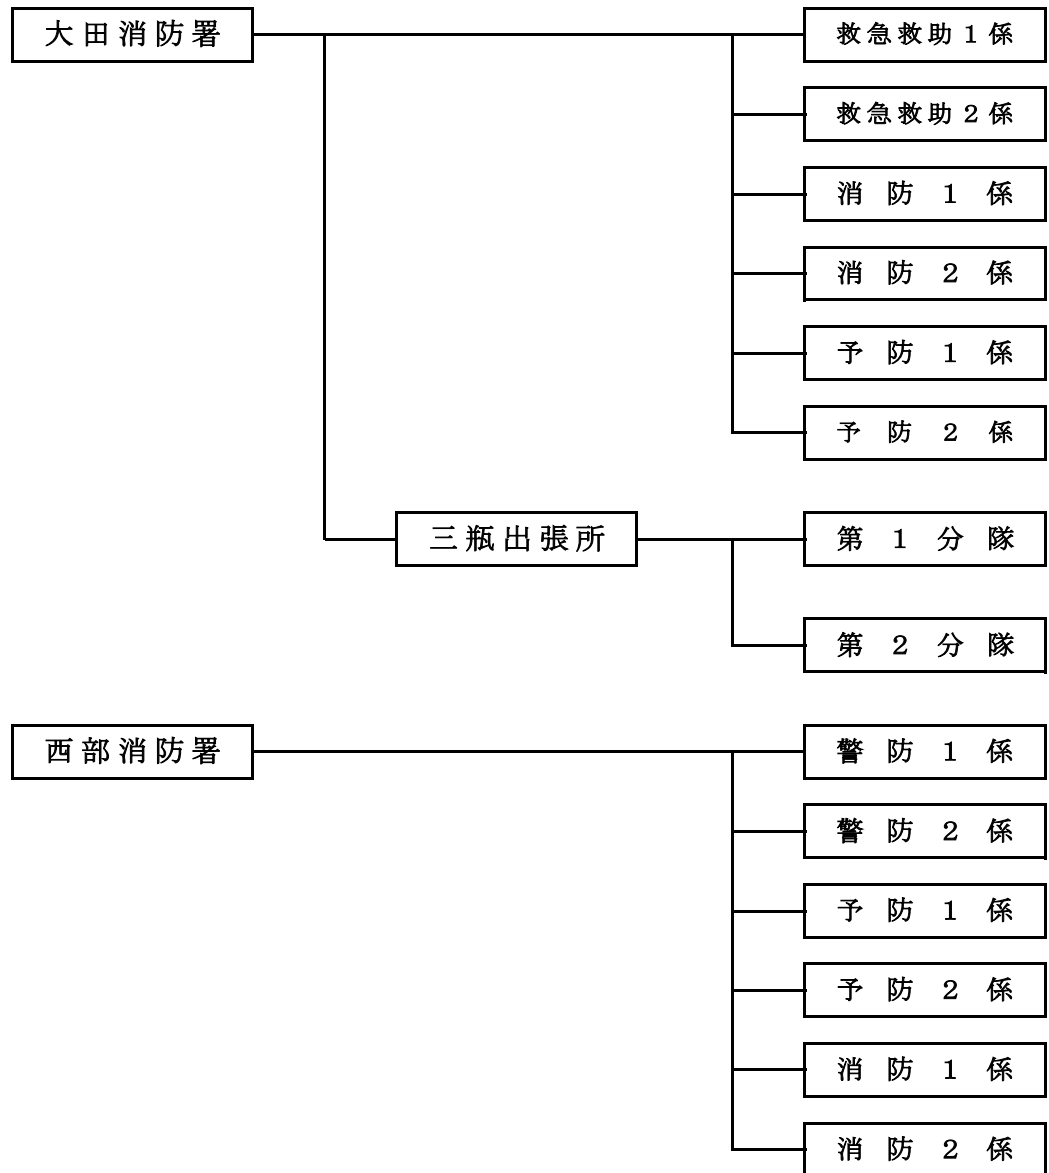 大田消防署
救急救助1係
救急救助2係
消防1係
消防2係
予防1係
予防2係
三瓶出張所
第1分隊
第2分隊
西部消防署
警防1係
警防2係
予防1係
予防2係
消防1係
消防2係